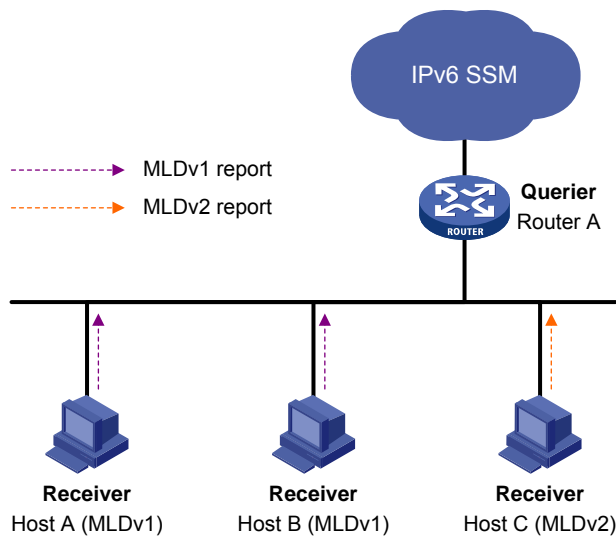 IPv6 SSM
MLDv1 report
MLDv2 report
Querier
Router A
ROUTER
Receiver
Host A (MLDv1)
Receiver
Host B (MLDv1)
Receiver
Host C (MLDv2)